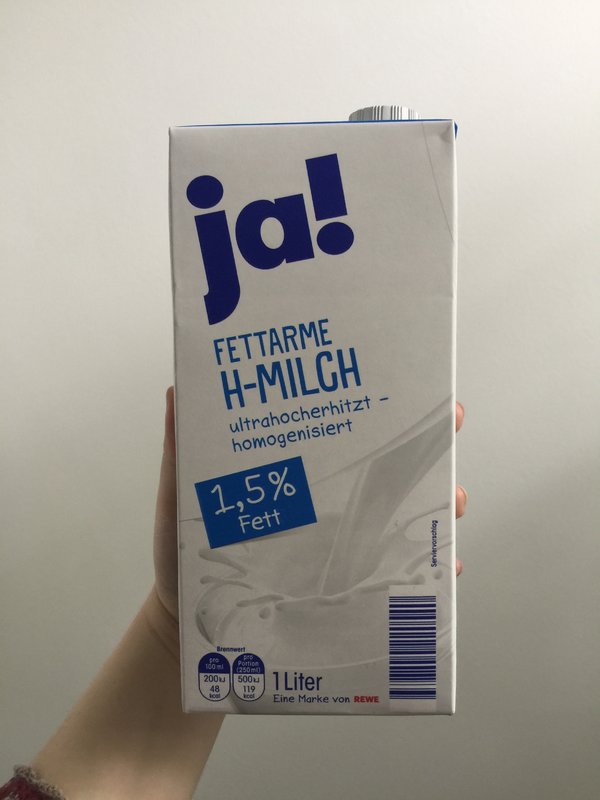 ja!
FETTARME
H-MILCH
ultrahocherhitzt –
homogenisiert
1,5%
Fett
Serviervorschlag
Brennwert
pro
100 ml
200 kJ
48
kcal
pro
Portion
(250 ml)
500 kJ
119
kcal
1 Liter
Eine Marke von REWE